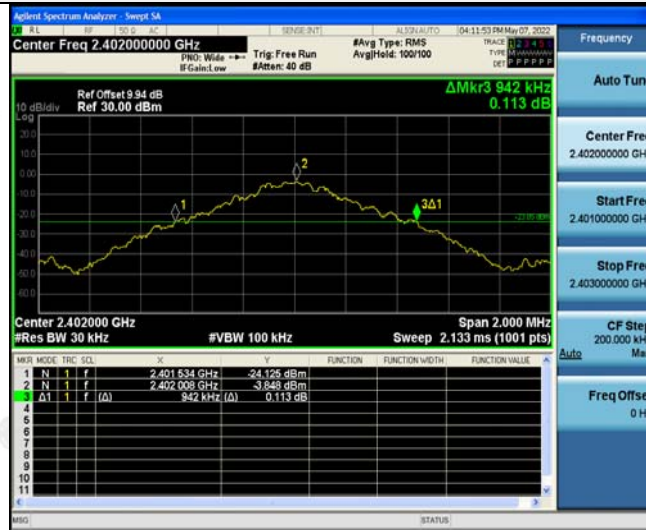 Agilent Spectrum Analyzer - Swept SA
RL RF 50 Ω AC SENSE:INT ALIGNAUTO 04:11:53 PM May 07, 2022
Center Freq 2.402000000 GHz
PNO: Wide
IFGain:Low
Trig: Free Run
#Atten: 40 dB
#Avg Type: RMS
Avg|Hold: 100/100
TRACE 1 2 3 4 5 6
TYPE
DET P P P P P P
Frequency
Auto Tun
Center Fre
2.402000000 GH
Start Fre
2.401000000 GH
Stop Fre
2.403000000 GH
CF Step
200.000 kH
Auto Ma
Freq Offse
0 H
ΔMkr3 942 kHz
0.113 dB
Ref Offset 9.94 dB
10 dB/div Ref 30.00 dBm
Log
20.0
10.0
0.00
-10.0
-20.0
-30.0
-40.0
-50.0
-60.0
1
2
3Δ1
Center 2.402000 GHz Span 2.000 MHz
#Res BW 30 kHz #VBW 100 kHz Sweep 2.133 ms (1001 pts)
MKR MODE TRC SCL X Y FUNCTION FUNCTION WIDTH FUNCTION VALUE
1 N 1 f 2.401 534 GHz -24.125 dBm
2 N 1 f 2.402 008 GHz -3.848 dBm
3 Δ1 1 f (Δ) 942 kHz (Δ) 0.113 dB
4
5
6
7
8
9
10
11
MSG STATUS